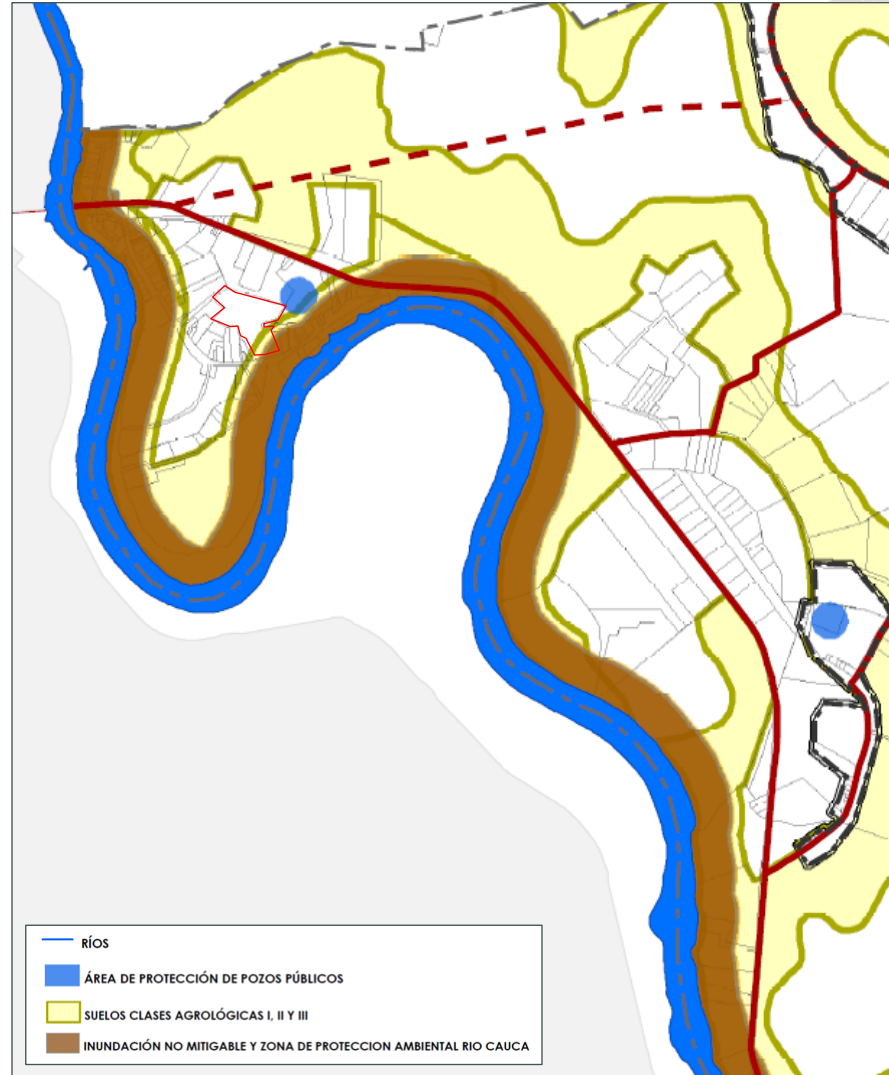 RÍOS
ÁREA DE PROTECCIÓN DE POZOS PÚBLICOS
SUELOS CLASES AGROLÓGICAS I, II Y III
INUNDACIÓN NO MITIGABLE Y ZONA DE PROTECCION AMBIENTAL RIO CAUCA